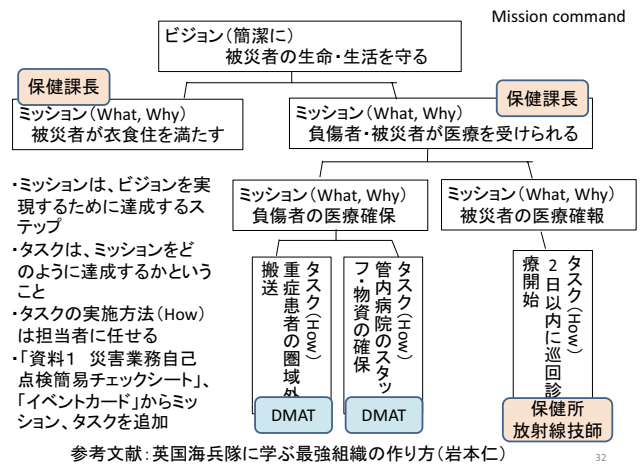 Mission command
ビジョン(簡潔に)
被災者の生命・生活を守る
保健課長
ミッション(What, Why)
被災者が衣食住を満たす
保健課長
ミッション(What, Why)
負傷者・被災者が医療を受けられる
・ミッションは、ビジョンを実
現するために達成するス
テップ
・タスクは、ミッションをど
のように達成するかという
こと
・タスクの実施方法(How)
は担当者に任せる
・「資料1 災害業務自己
点検簡易チェックシート」、
「イベントカード」からミッ
ション、タスクを追加
ミッション(What, Why)
負傷者の医療確保
ミッション(What, Why)
被災者の医療確報
タスク(How)
重症患者の圏域外
搬送
DMAT
タスク(How)
管内病院のスタッ
フ・物資の確保
DMAT
タスク(How)
2日以内に巡回診
療開始
保健所
放射線技師
参考文献:英国海兵隊に学ぶ最強組織の作り方(岩本仁)
32